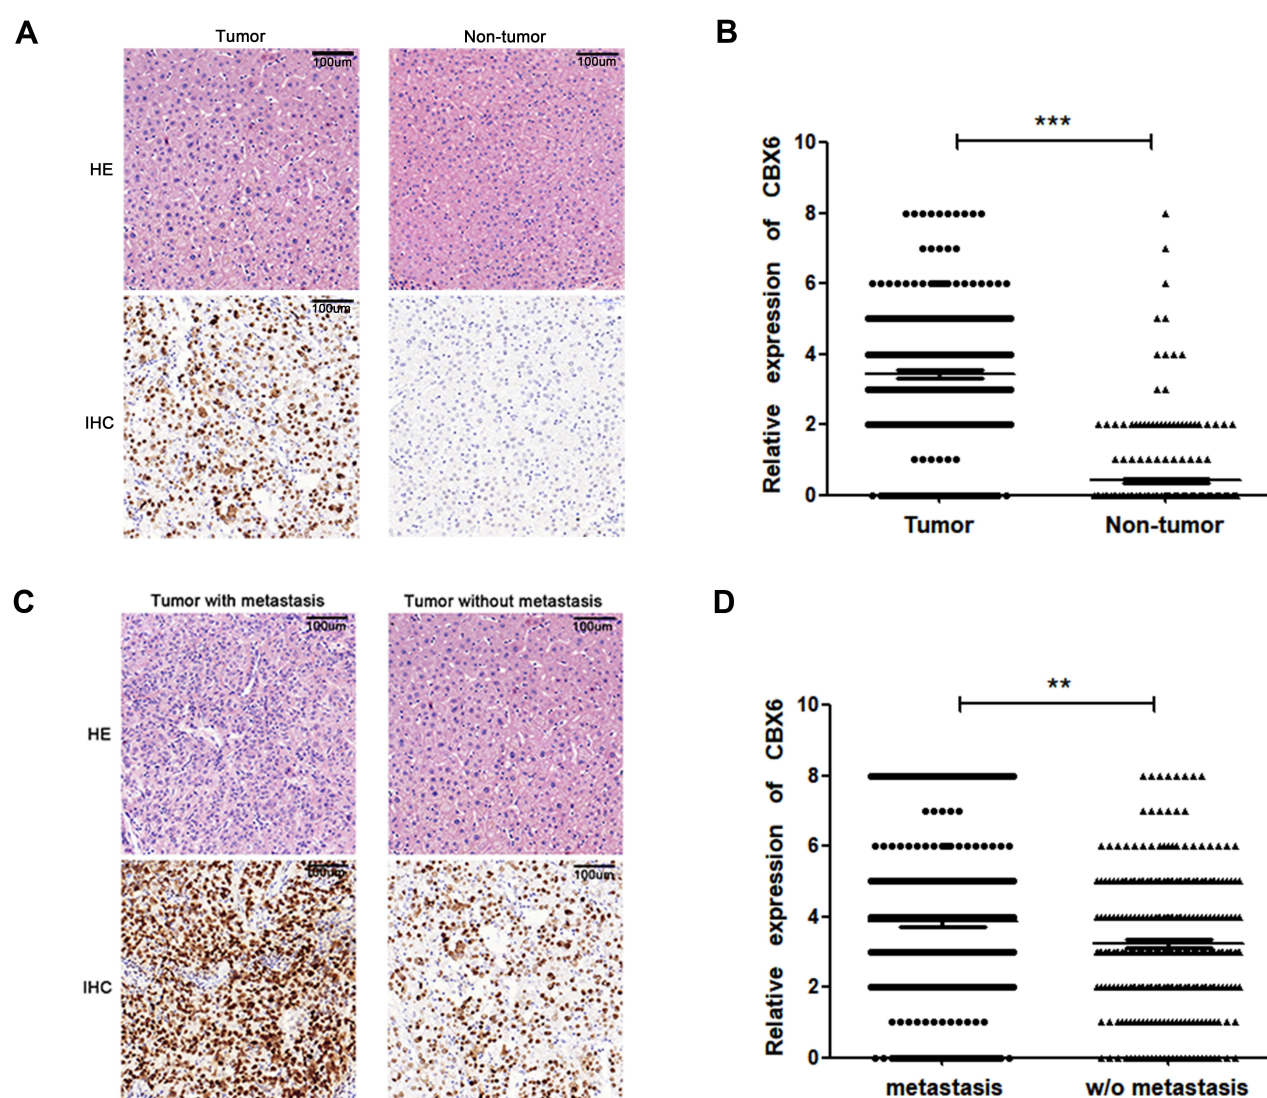 A
Tumor
Non-tumor
100um
100um
HE
100um
IHC
B
***
Relative expression of CBX6
10
8
6
4
2
0
Tumor
Non-tumor
C
Tumor with metastasis
Tumor without metastasis
100um
100um
HE
100um
100um
IHC
D
**
Relative expression of CBX6
10
8
6
4
2
0
metastasis
w/o metastasis